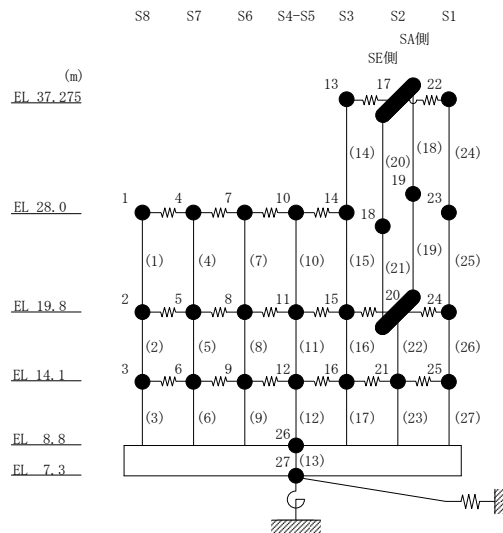 S8 S7 S6 S4-S5 S3 S2 S1
SA側
SE側
(m)
13 17 22
EL 37.275
(14) (20) (18) (24)
19
1 4 7 10 14 18 23
EL 28.0
(19)
(1) (4) (7) (10) (15) (21) (25)
2 5 8 11 15 20 24
EL 19.8
(2) (5) (8) (11) (16) (22) (26)
3 6 9 12 16 21 25
EL 14.1
(3) (6) (9) (12) (17) (23) (27)
26
EL 8.8
27 (13)
EL 7.3